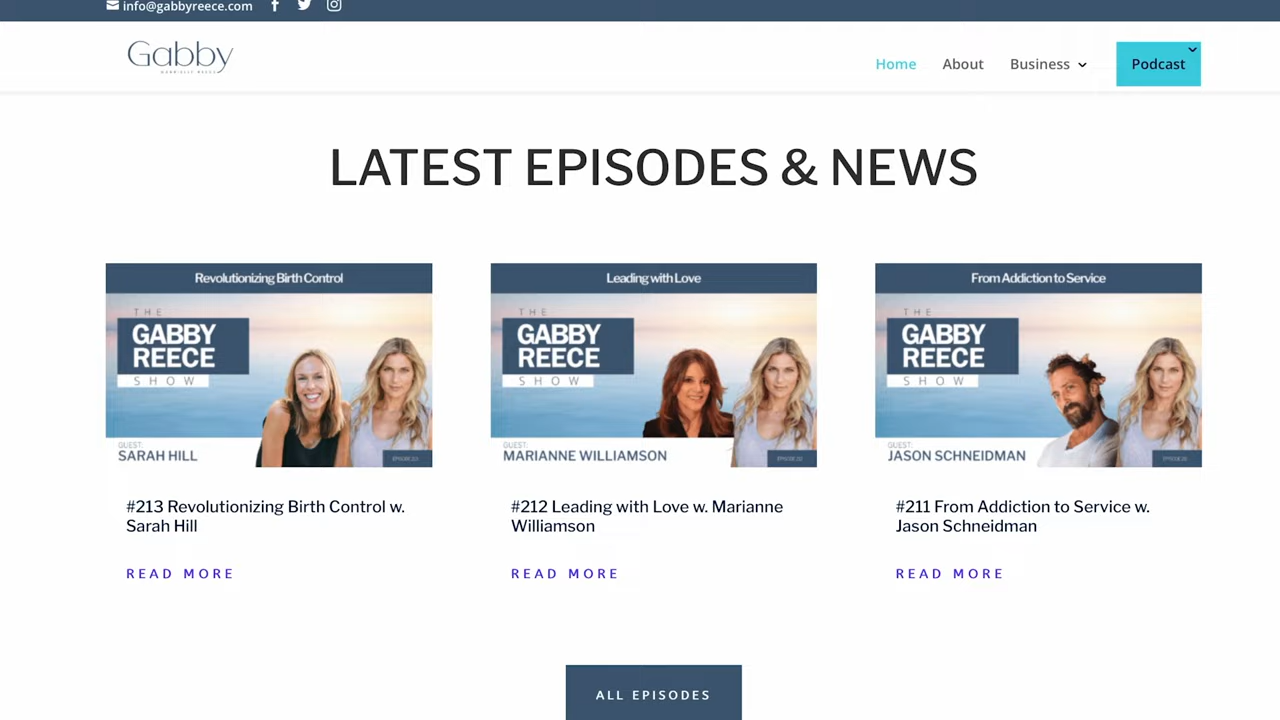 info@gabbyreece.com
Gabby
GABRIELLE REECE
Home About Business Podcast
LATEST EPISODES & NEWS
Revolutionizing Birth Control
THE
GABBY
REECE
SHOW
GUEST:
SARAH HILL
#213 Revolutionizing Birth Control w.
Sarah Hill
READ MORE
Leading with Love
THE
GABBY
REECE
SHOW
GUEST:
MARIANNE WILLIAMSON
#212 Leading with Love w. Marianne
Williamson
READ MORE
From Addiction to Service
THE
GABBY
REECE
SHOW
GUEST:
JASON SCHNEIDMAN
#211 From Addiction to Service w.
Jason Schneidman
READ MORE
ALL EPISODES